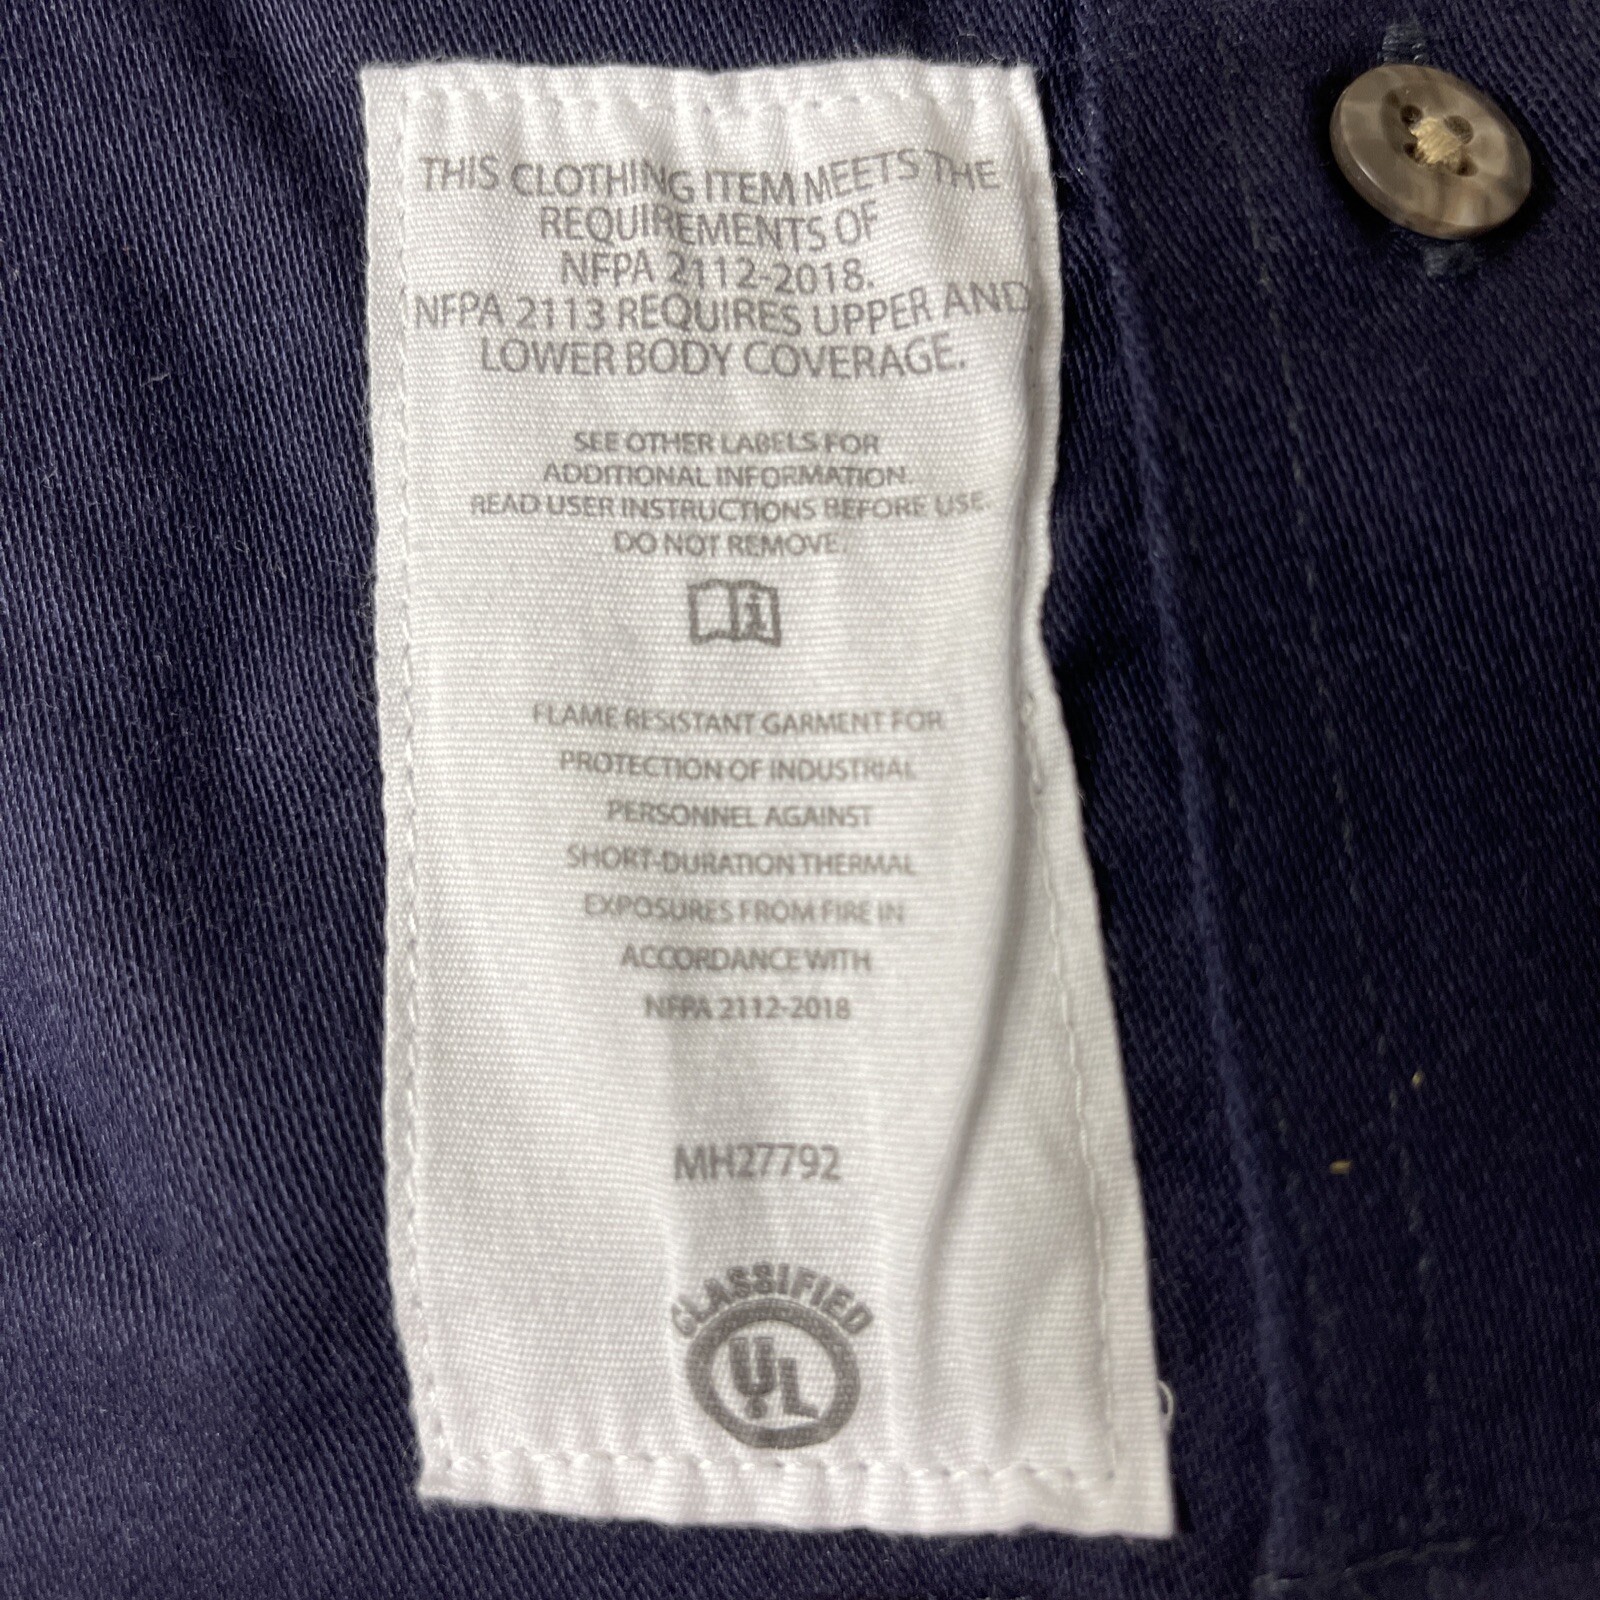 THIS CLOTHING ITEM MEETS THE
REQUIREMENTS OF
NFPA 2112-2018.
NFPA 2113 REQUIRES UPPER AND
LOWER BODY COVERAGE.
SEE OTHER LABELS FOR
ADDITIONAL INFORMATION.
READ USER INSTRUCTIONS BEFORE USE.
DO NOT REMOVE.
i
FLAME RESISTANT GARMENT FOR
PROTECTION OF INDUSTRIAL
PERSONNEL AGAINST
SHORT-DURATION THERMAL
EXPOSURES FROM FIRE IN
ACCORDANCE WITH
NFPA 2112-2018
MH27792
CLASSIFIED
UL